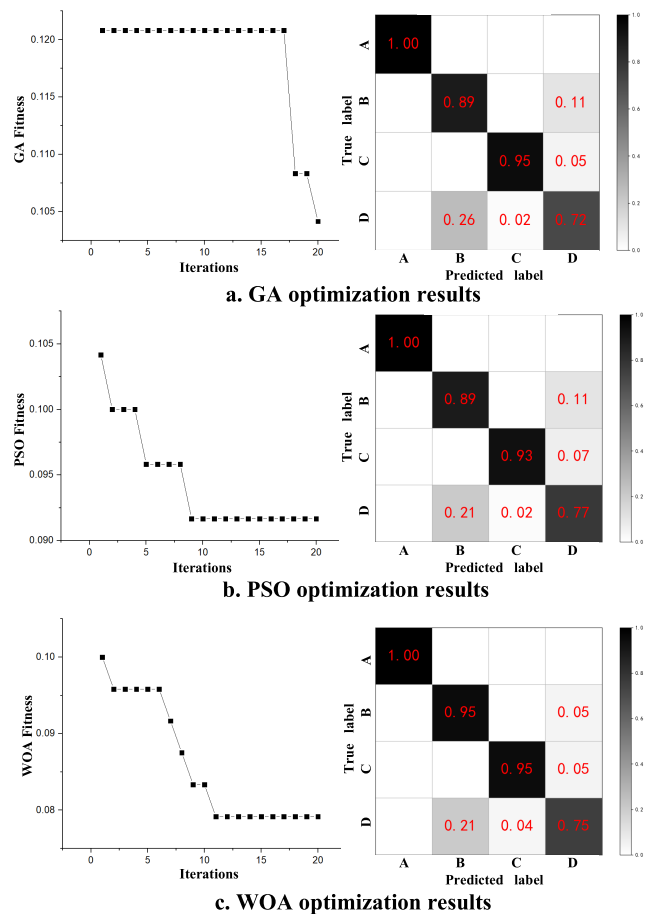 0.120
0.115
0.110
0.105
GA Fitness
0
5
10
15
20
Iterations
A
B
C
D
True label
1.00
0.89
0.11
0.95
0.05
0.26
0.02
0.72
A
B
C
D
Predicted label
1.0
0.8
0.6
0.4
0.2
0.0
a. GA optimization results
0.105
0.100
0.095
0.090
PSO Fitness
0
5
10
15
20
Iterations
A
B
C
D
True label
1.00
0.89
0.11
0.93
0.07
0.21
0.02
0.77
A
B
C
D
Predicted label
1.0
0.8
0.6
0.4
0.2
0.0
b. PSO optimization results
0.10
0.09
0.08
WOA Fitness
0
5
10
15
20
Iterations
A
B
C
D
True label
1.00
0.95
0.05
0.95
0.05
0.21
0.04
0.75
A
B
C
D
Predicted label
1.0
0.8
0.6
0.4
0.2
0.0
c. WOA optimization results